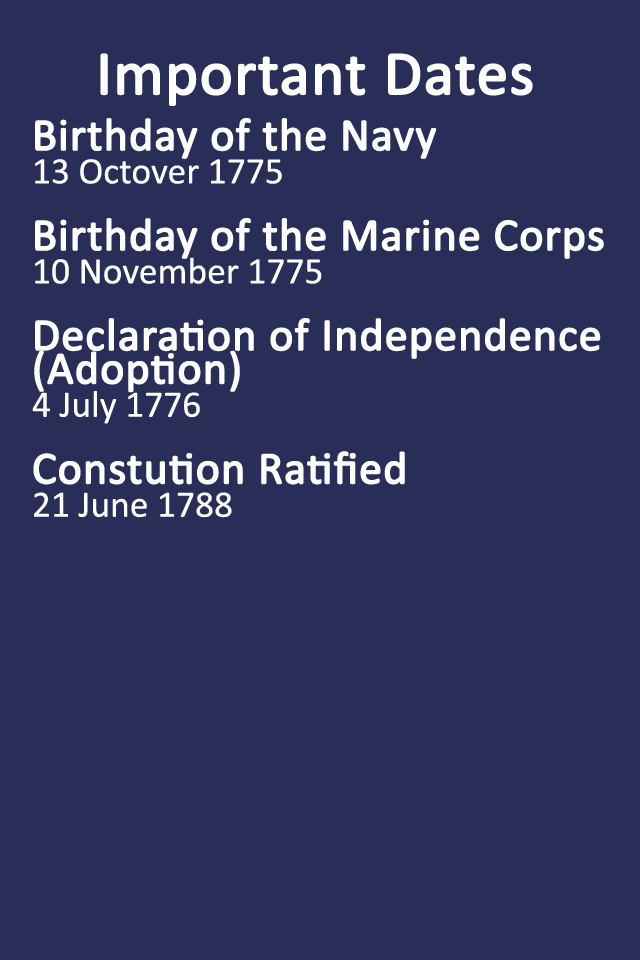 Important Dates
Birthday of the Navy
13 Octover 1775
Birthday of the Marine Corps
10 November 1775
Declaration of Independence
(Adoption)
4 July 1776
Constution Ratified
21 June 1788